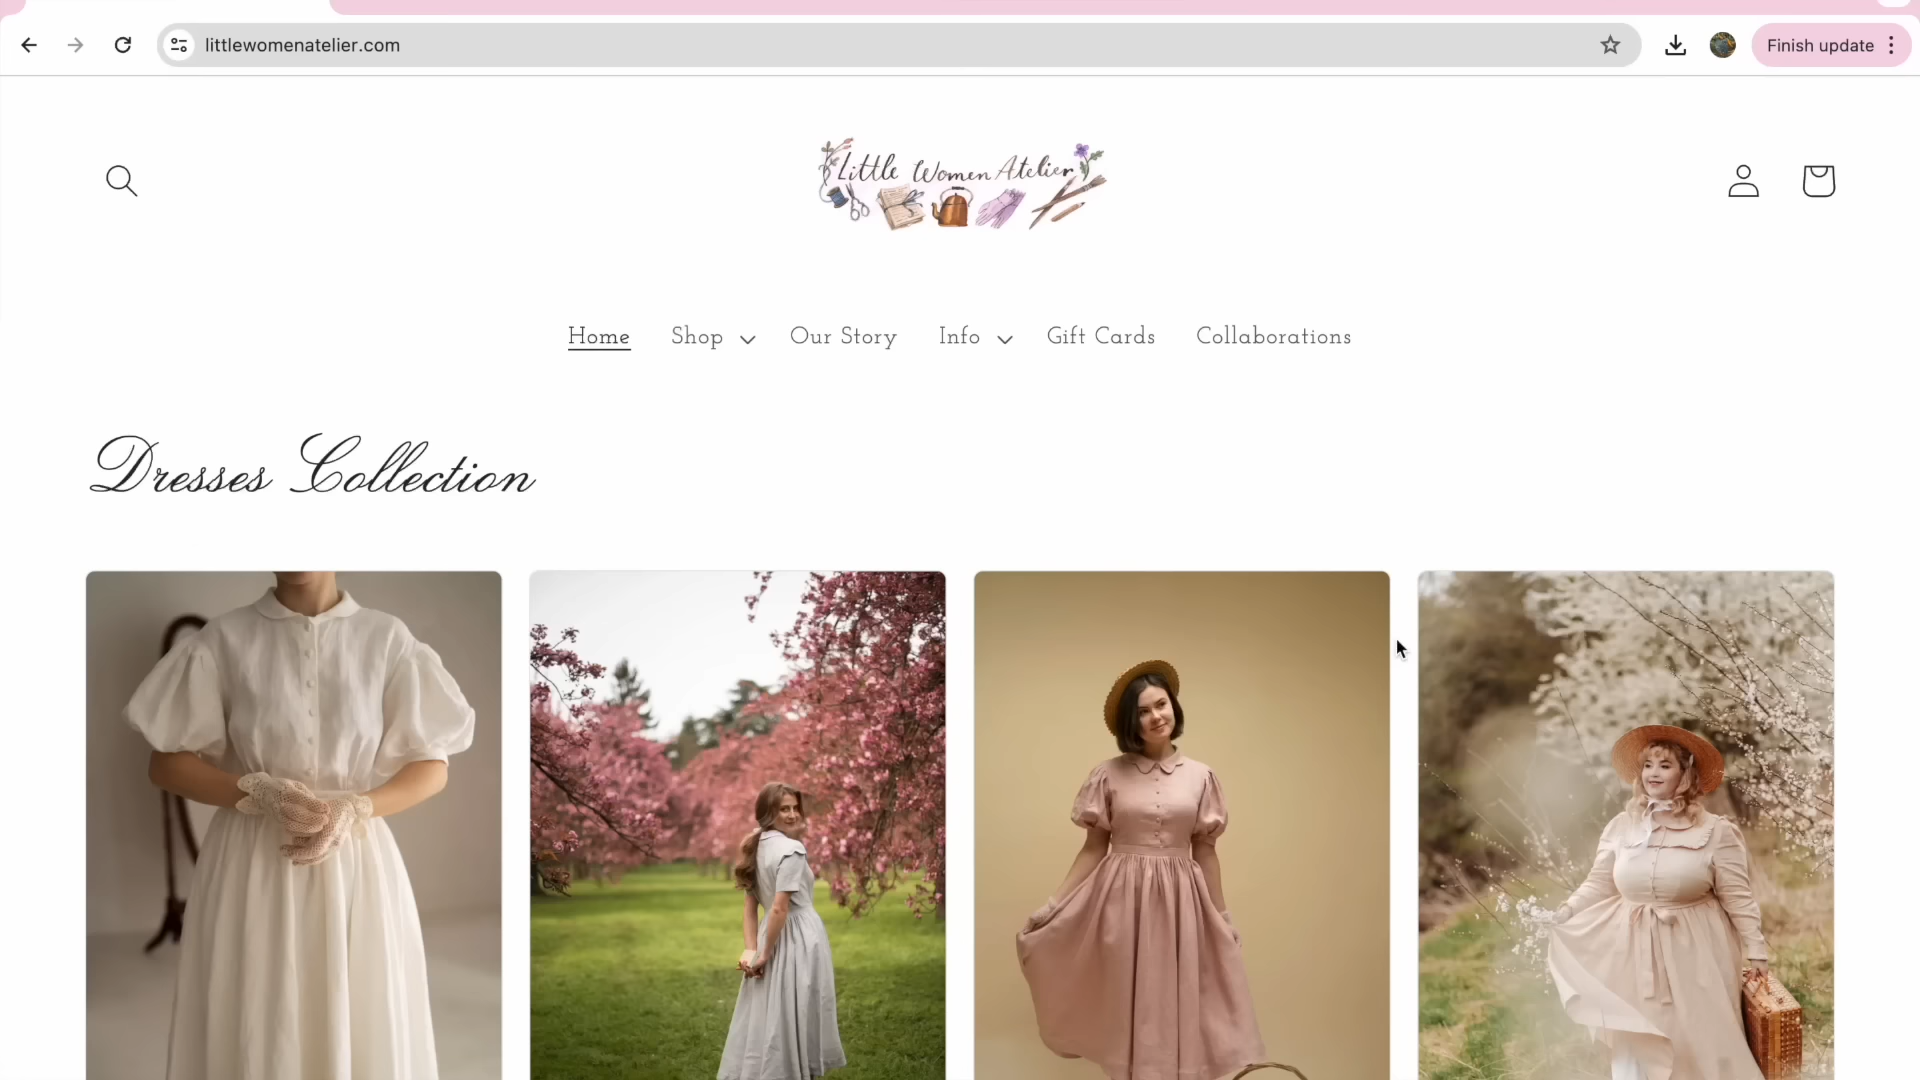 littlewomenatelier.com
Finish update
Little Women Atelier
Home Shop Our Story Info Gift Cards Collaborations
Dresses Collection